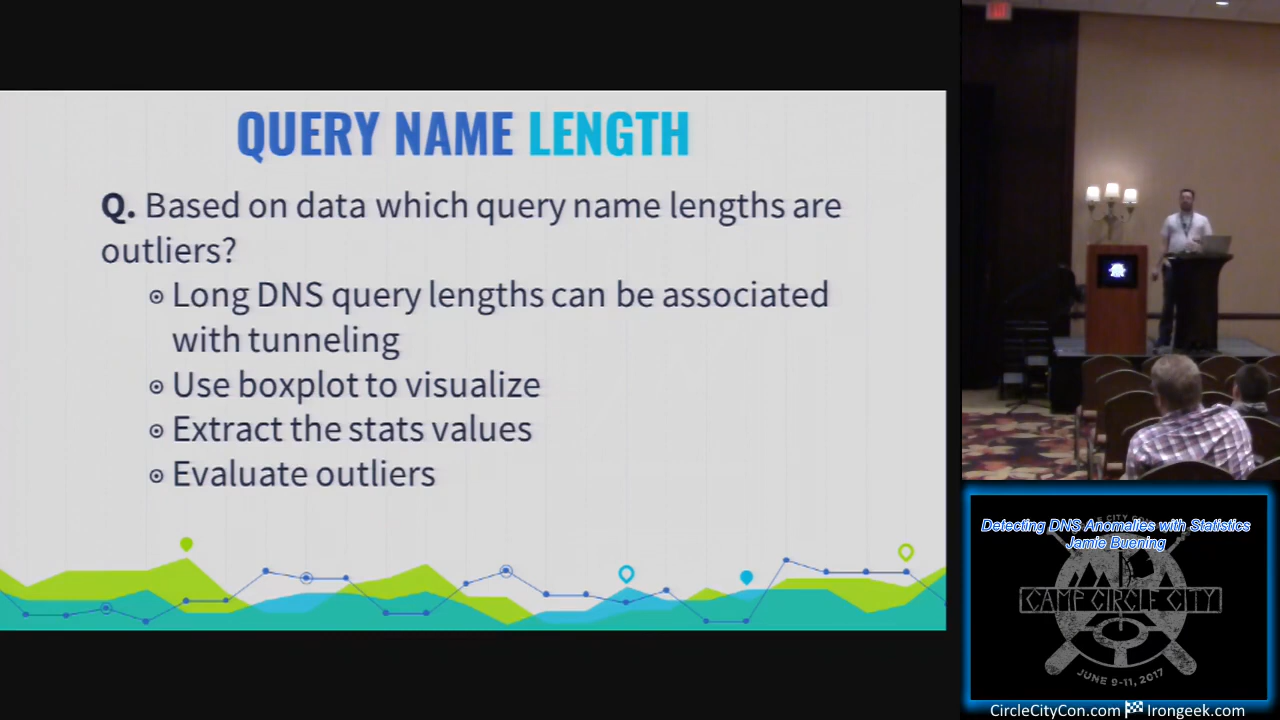 QUERY NAME LENGTH
Q. Based on data which query name lengths are
outliers?
Long DNS query lengths can be associated
with tunneling
Use boxplot to visualize
Extract the stats values
Evaluate outliers
Detecting DNS Anomalies with Statistics
Jamie Buening
CAMP CIRCLE CITY
JUNE 9-11, 2017
CircleCityCon.com Irongeek.com